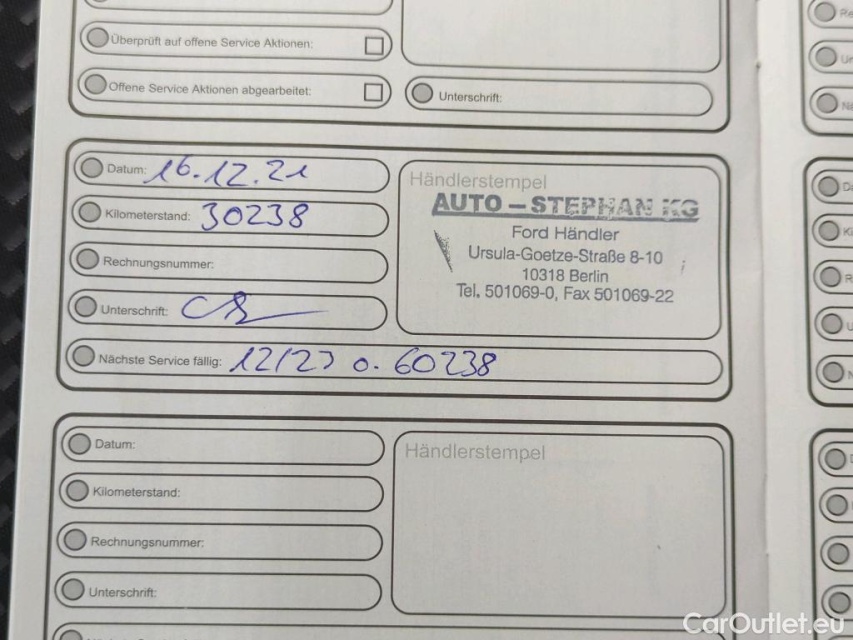 Überprüft auf offene Service Aktionen:
Offene Service Aktionen abgearbeitet:
Unterschrift:
Datum: 16.12.21
Kilometerstand: 30238
Rechnungsnummer:
Unterschrift:
Nächste Service fällig: 12/23 o. 60238
Händlerstempel
AUTO – STEPHAN KG
Ford Händler
Ursula-Goetze-Straße 8-10
10318 Berlin
Tel. 501069-0, Fax 501069-22
Datum:
Kilometerstand:
Rechnungsnummer:
Unterschrift:
Händlerstempel
CarOutlet.eu